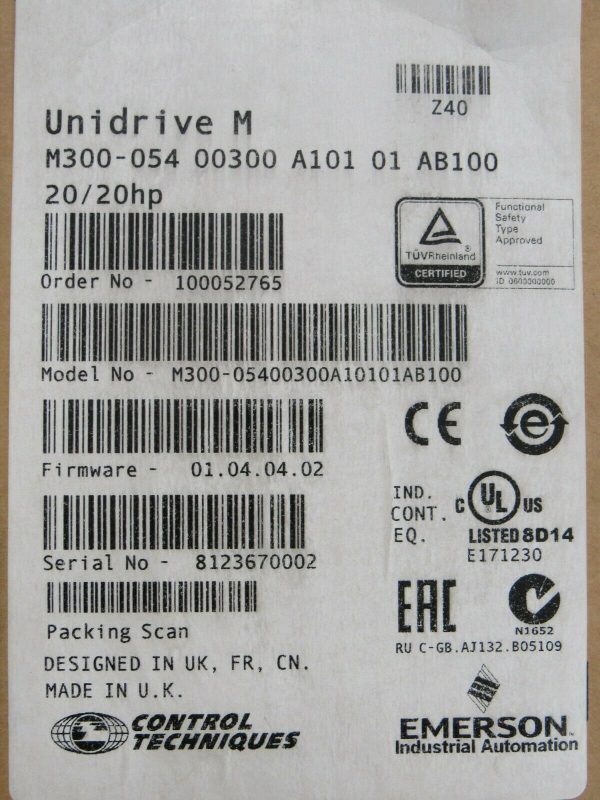 Z40
Unidrive M
M300-054 00300 A101 01 AB100
20/20hp
TÜVRheinland®
CERTIFIED
Functional
Safety
Type
Approved
www.tuv.com
ID 0600000000
Order No - 100052765
Model No - M300-05400300A10101AB100
CE
e
Firmware - 01.04.04.02
IND.
CONT.
EQ.
C UL US
LISTED 8D14
E171230
Serial No - 8123670002
EAC
N1652
RU C-GB.AJ132.B05109
Packing Scan
DESIGNED IN UK, FR, CN.
MADE IN U.K.
CONTROL
TECHNIQUES
EMERSON
Industrial Automation